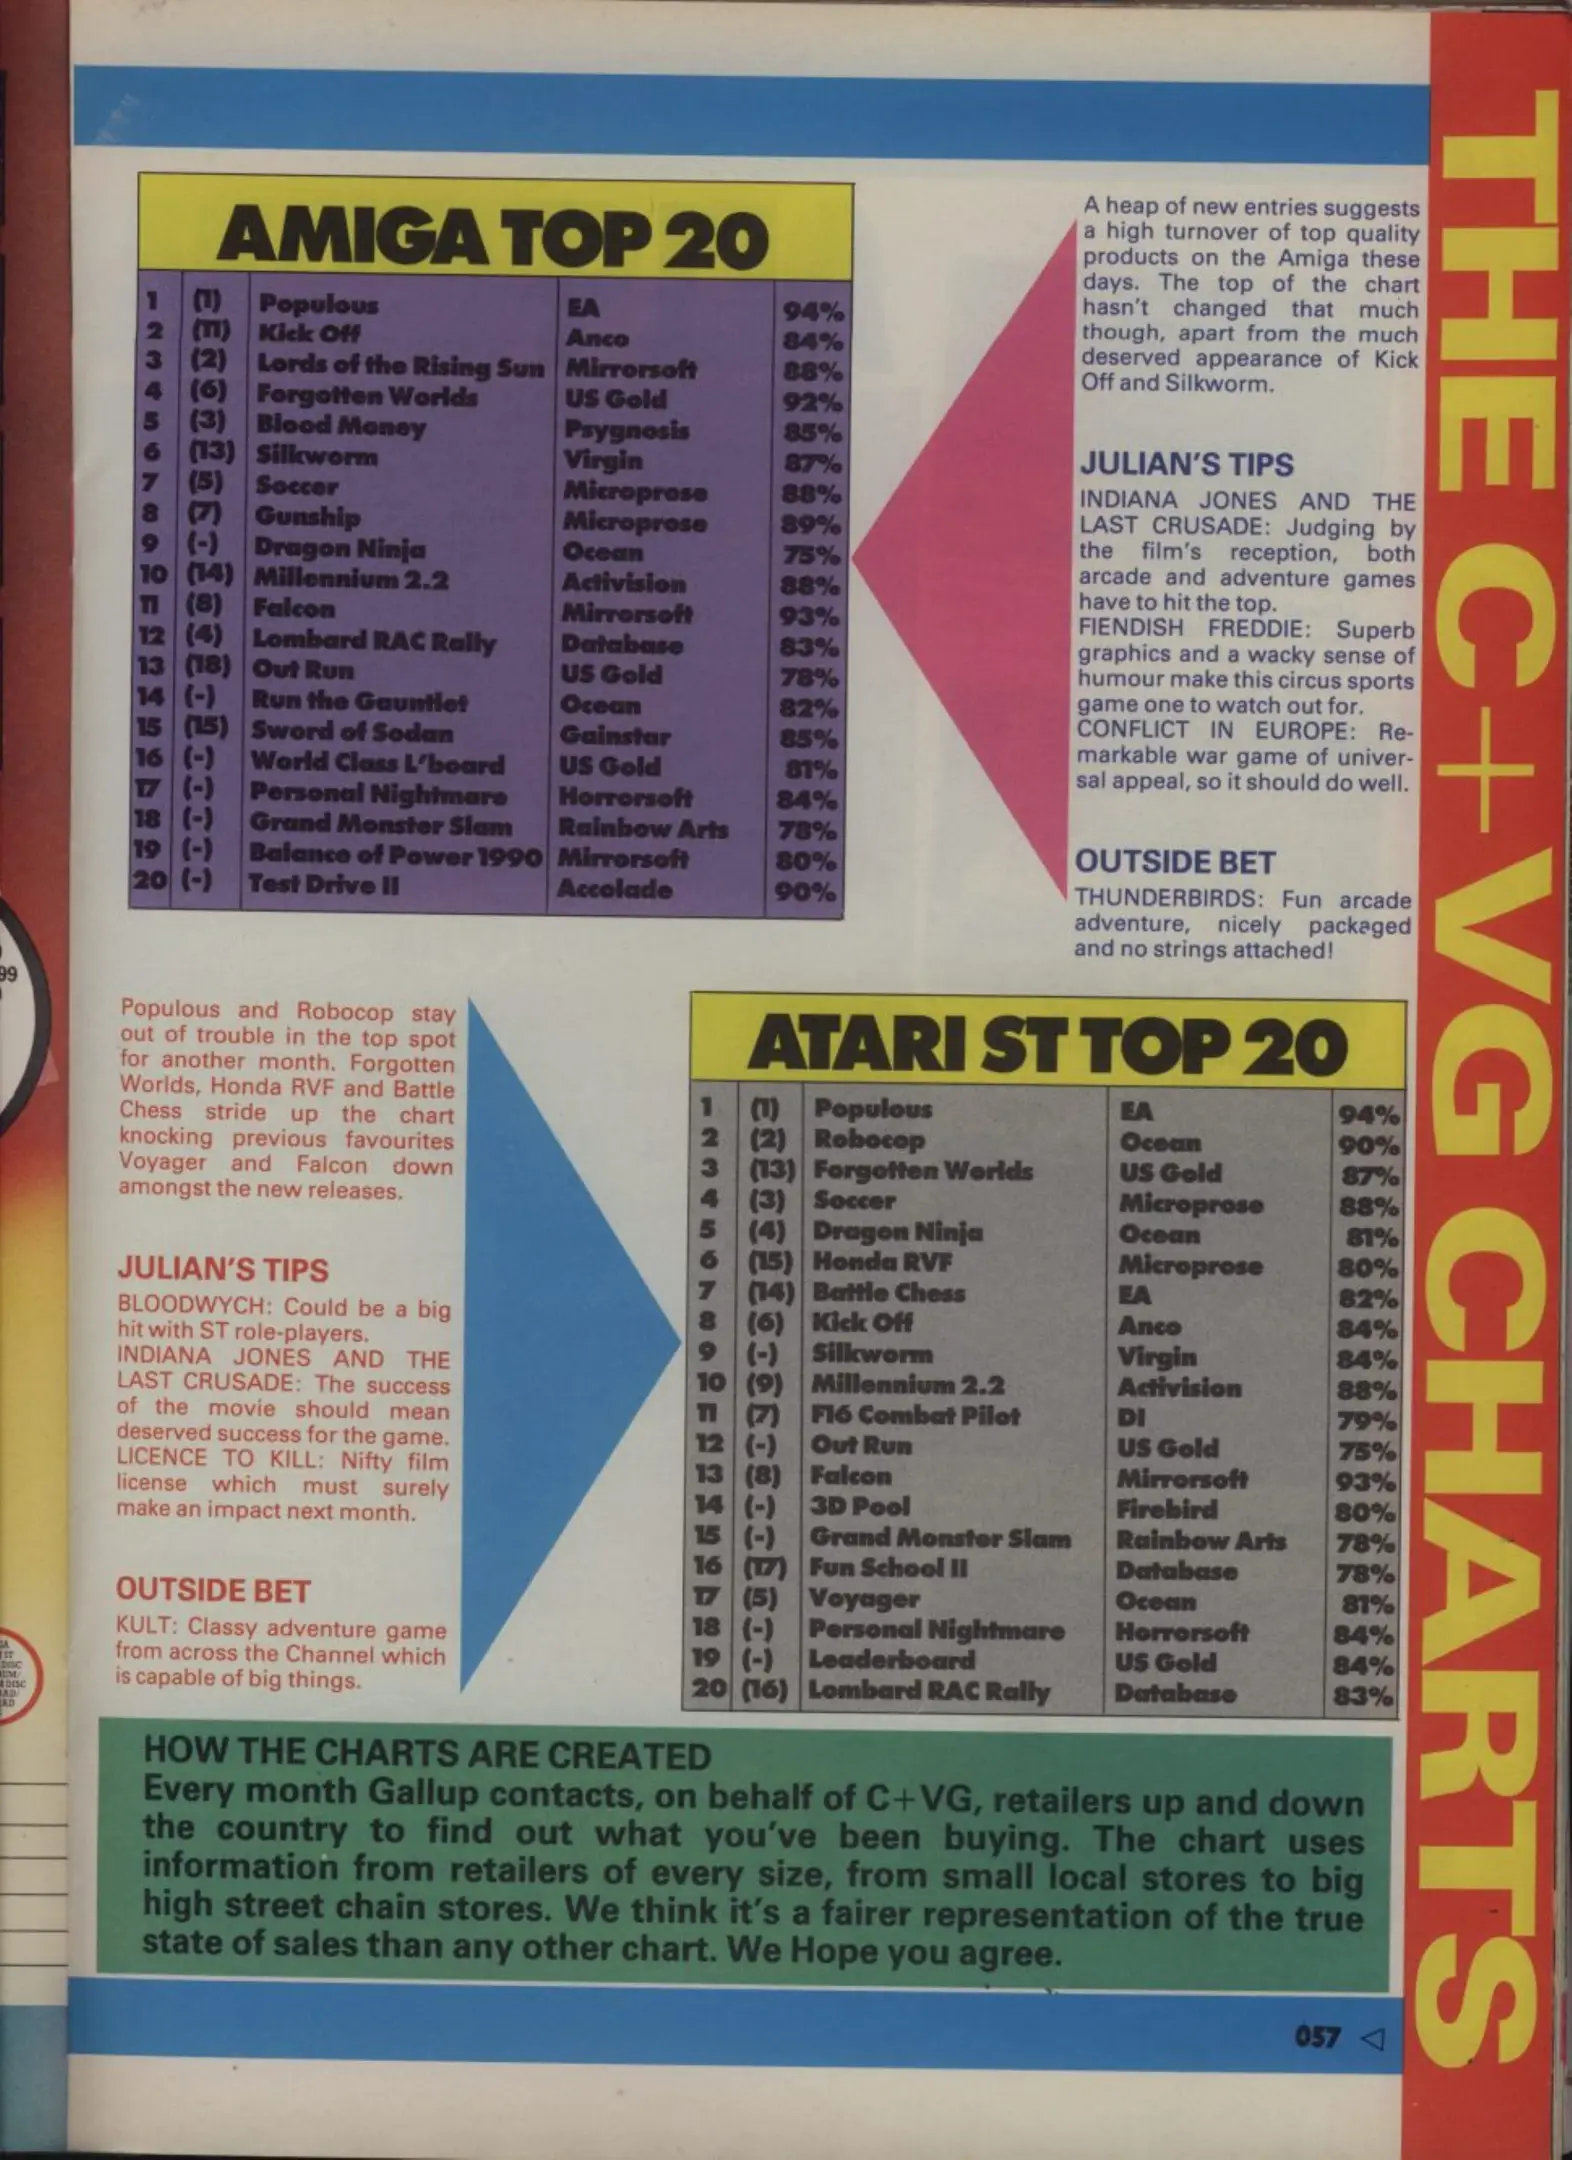 AMIGA TOP 20
1 (1) Populous EA 94%
2 (11) Kick Off Anco 84%
3 (2) Lords of the Rising Sun Mirrorsoft 88%
4 (6) Forgotten Worlds US Gold 92%
5 (3) Blood Money Psygnosis 85%
6 (13) Silkworm Virgin 87%
7 (5) Soccer Microprose 88%
8 (7) Gunship Microprose 89%
9 (-) Dragon Ninja Ocean 75%
10 (14) Millennium 2.2 Activision 88%
11 (8) Falcon Mirrorsoft 93%
12 (4) Lombard RAC Rally Database 83%
13 (18) Out Run US Gold 78%
14 (-) Run the Gauntlet Ocean 82%
15 (15) Sword of Sodan Gainstar 85%
16 (-) World Class L'board US Gold 81%
17 (-) Personal Nightmare Horrorsoft 84%
18 (-) Grand Monster Slam Rainbow Arts 78%
19 (-) Balance of Power 1990 Mirrorsoft 80%
20 (-) Test Drive II Accolade 90%
A heap of new entries suggests
a high turnover of top quality
products on the Amiga these
days. The top of the chart
hasn't changed that much
though, apart from the much
deserved appearance of Kick
Off and Silkworm.
JULIAN'S TIPS
INDIANA JONES AND THE
LAST CRUSADE: Judging by
the film's reception, both
arcade and adventure games
have to hit the top.
FIENDISH FREDDIE: Superb
graphics and a wacky sense of
humour make this circus sports
game one to watch out for.
CONFLICT IN EUROPE: Re-
markable war game of univer-
sal appeal, so it should do well.
OUTSIDE BET
THUNDERBIRDS: Fun arcade
adventure, nicely packaged
and no strings attached!
Populous and Robocop stay
out of trouble in the top spot
for another month. Forgotten
Worlds, Honda RVF and Battle
Chess stride up the chart
knocking previous favourites
Voyager and Falcon down
amongst the new releases.
JULIAN'S TIPS
BLOODWYCH: Could be a big
hit with ST role-players.
INDIANA JONES AND THE
LAST CRUSADE: The success
of the movie should mean
deserved success for the game.
LICENCE TO KILL: Nifty film
license which must surely
make an impact next month.
OUTSIDE BET
KULT: Classy adventure game
from across the Channel which
is capable of big things.
ATARI ST TOP 20
1 (1) Populous EA 94%
2 (2) Robocop Ocean 90%
3 (13) Forgotten Worlds US Gold 87%
4 (3) Soccer Microprose 88%
5 (4) Dragon Ninja Ocean 81%
6 (15) Honda RVF Microprose 80%
7 (14) Battle Chess EA 82%
8 (6) Kick Off Anco 84%
9 (-) Silkworm Virgin 84%
10 (9) Millennium 2.2 Activision 88%
11 (7) F16 Combat Pilot DI 79%
12 (-) Out Run US Gold 75%
13 (8) Falcon Mirrorsoft 93%
14 (-) 3D Pool Firebird 80%
15 (-) Grand Monster Slam Rainbow Arts 78%
16 (17) Fun School II Database 78%
17 (5) Voyager Ocean 81%
18 (-) Personal Nightmare Horrorsoft 84%
19 (-) Leaderboard US Gold 84%
20 (16) Lombard RAC Rally Database 83%
HOW THE CHARTS ARE CREATED
Every month Gallup contacts, on behalf of C+VG, retailers up and down
the country to find out what you've been buying. The chart uses
information from retailers of every size, from small local stores to big
high street chain stores. We think it's a fairer representation of the true
state of sales than any other chart. We Hope you agree.
057
THE C+VG CHARTS
99